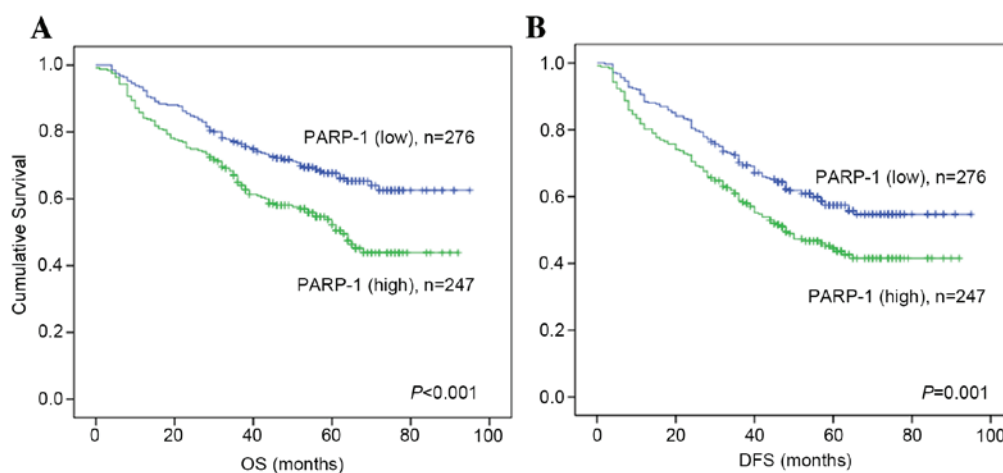 A
Cumulative Survival
1.0
0.8
0.6
0.4
0.2
0.0
PARP-1 (low), n=276
PARP-1 (high), n=247
P<0.001
0 20 40 60 80 100
OS (months)
B
1.0
0.8
0.6
0.4
0.2
0.0
PARP-1 (low), n=276
PARP-1 (high), n=247
P=0.001
0 20 40 60 80 100
DFS (months)